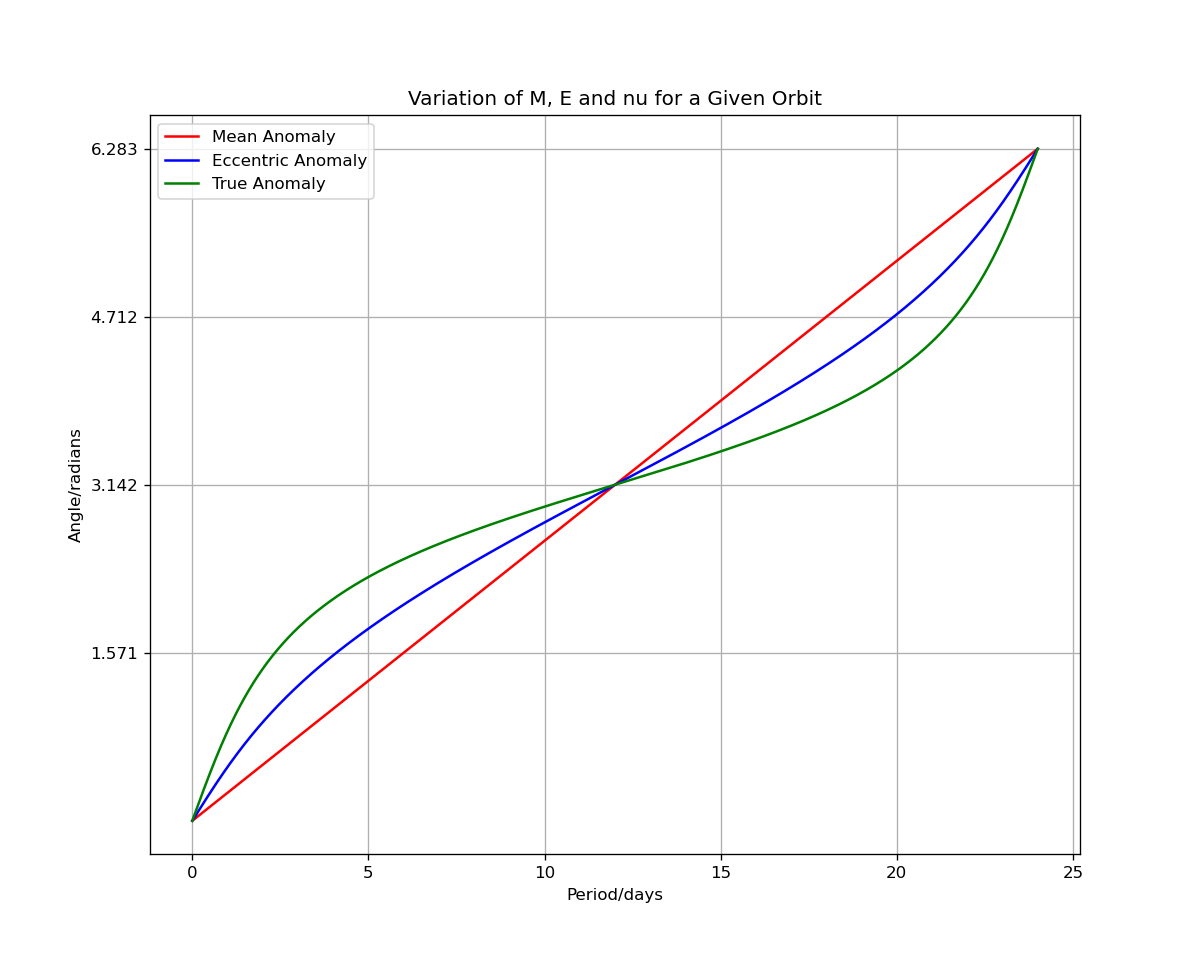 Variation of M, E and nu for a Given Orbit
Mean Anomaly
Eccentric Anomaly
True Anomaly
6.283
4.712
3.142
1.571
Angle/radians
0 5 10 15 20 25
Period/days